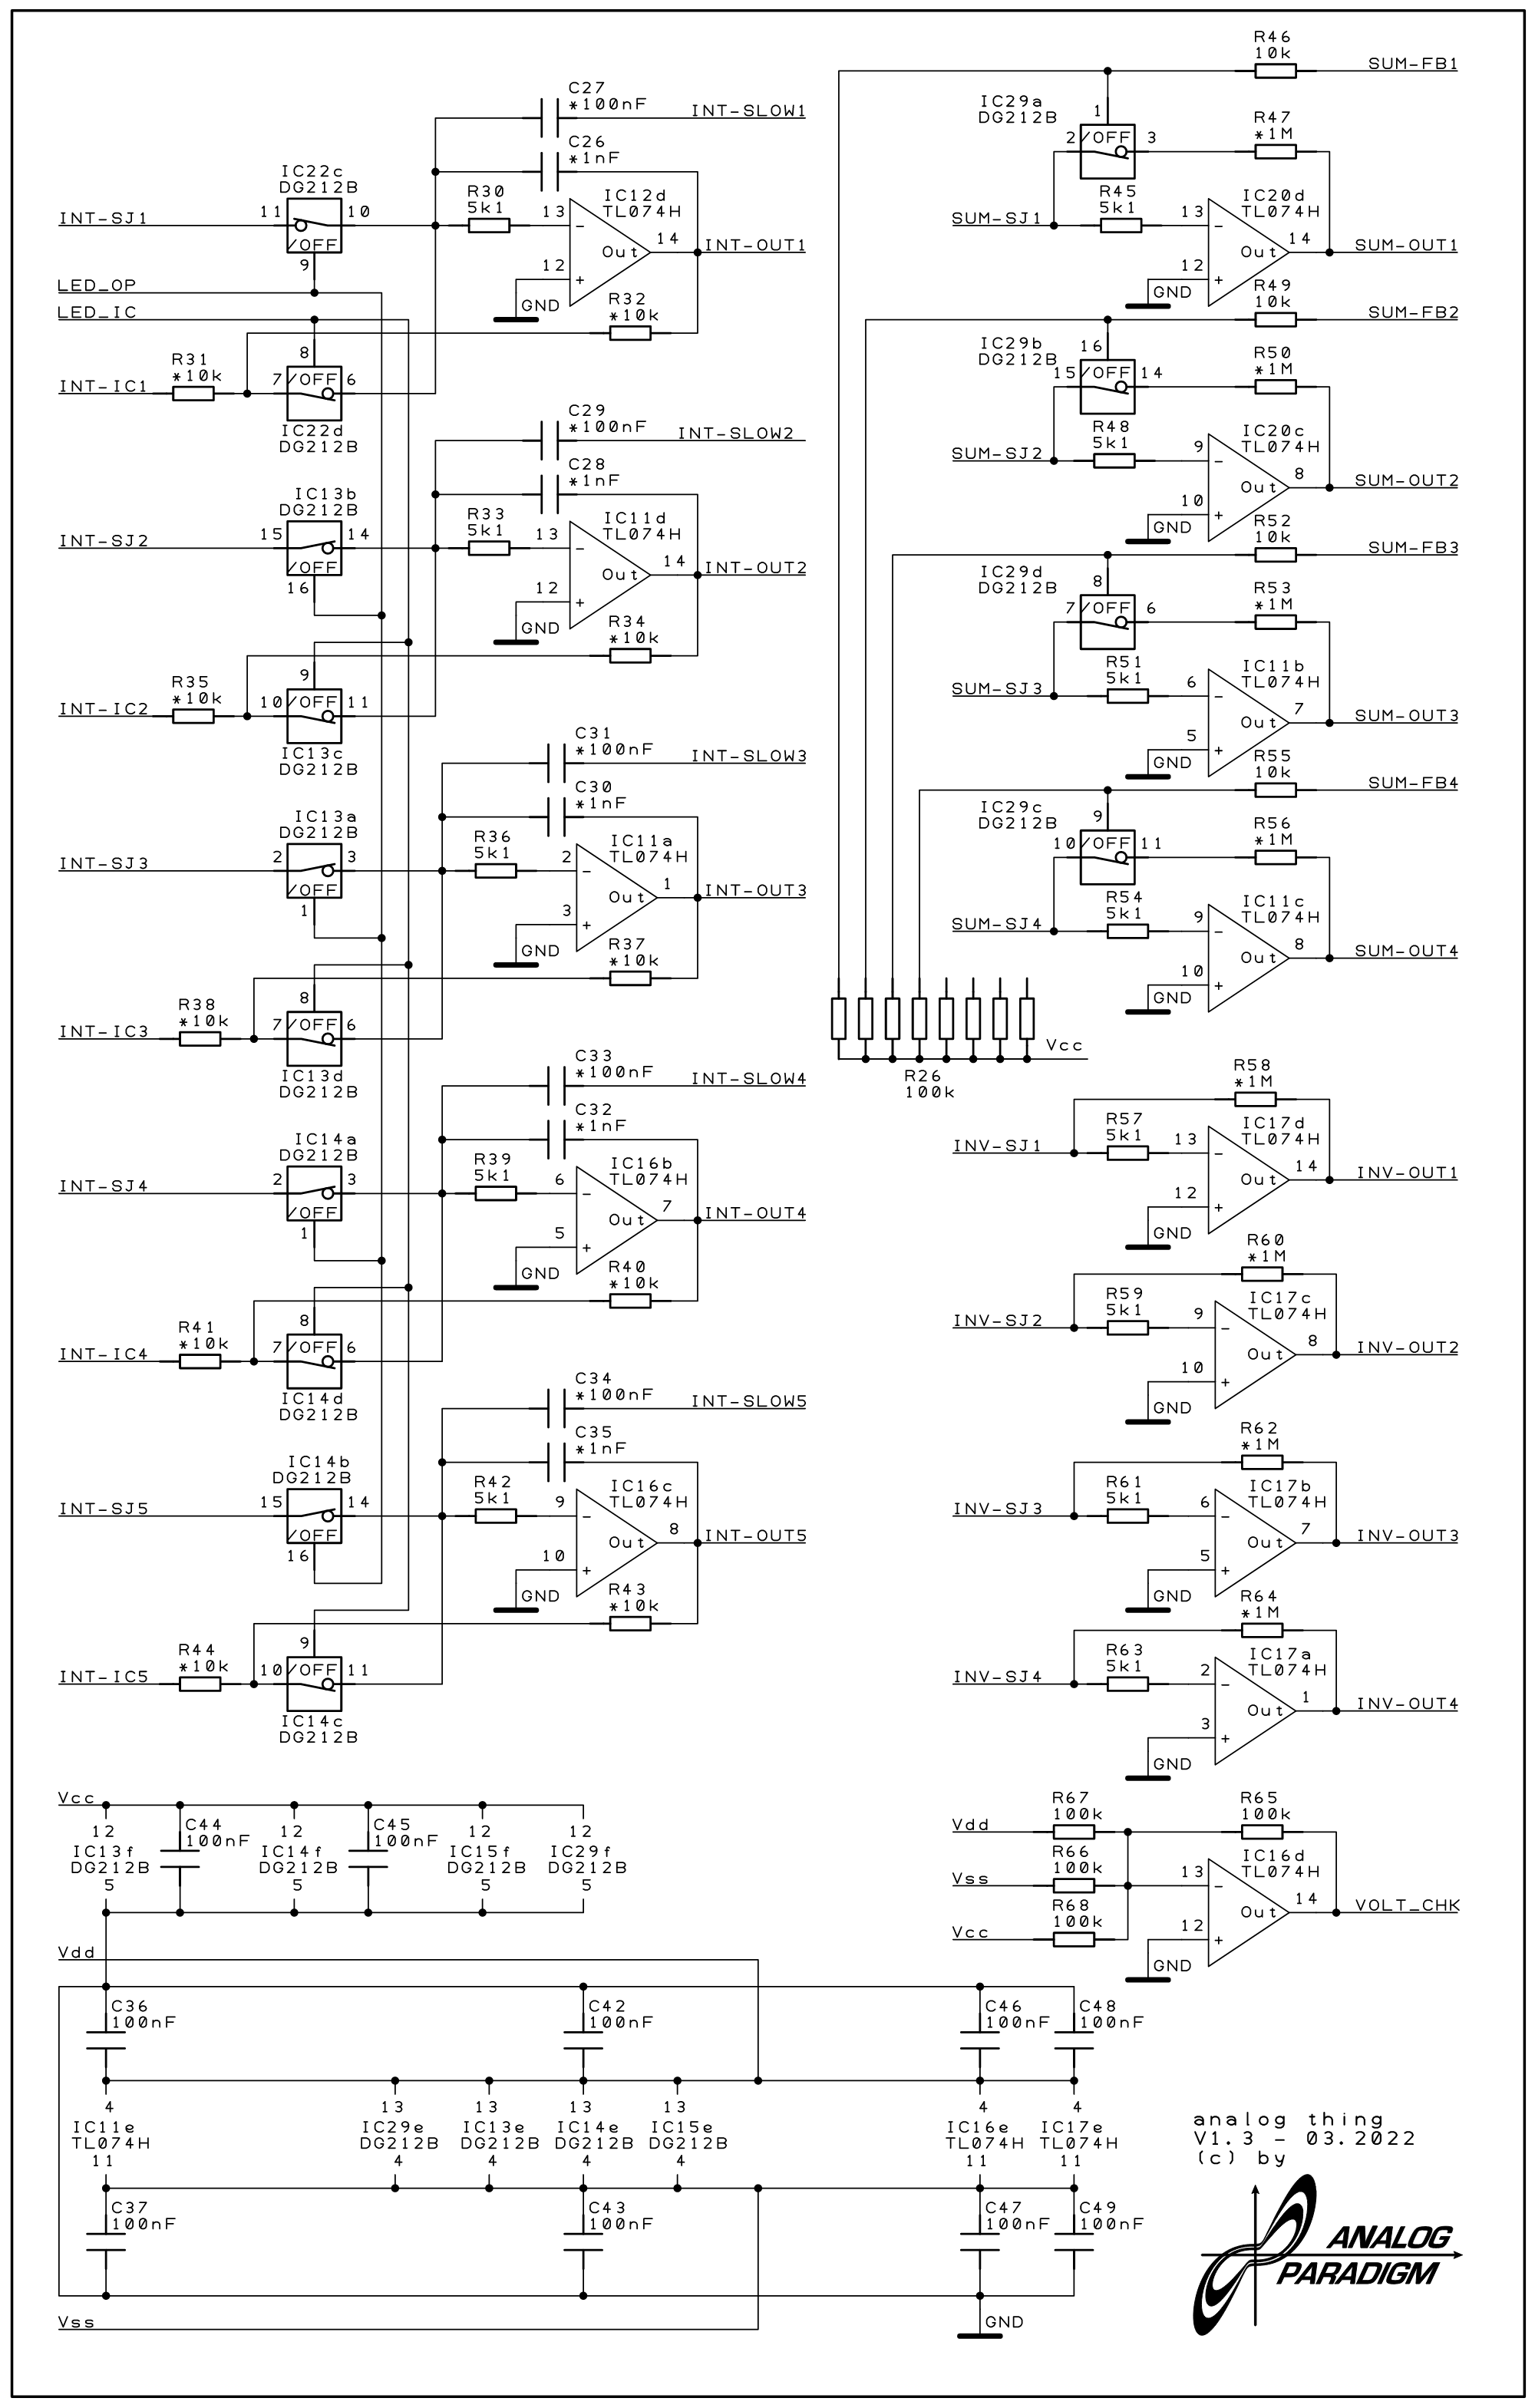 C27
*100nF
INT-SLOW1
C26
*1nF
IC22c
DG212B
11
10
/OFF
9
INT-SJ1
R30
5k1
IC12d
TL074H
13
14
12
Out
GND
INT-OUT1
LED_OP
LED_IC
R32
*10k
8
R31
*10k
INT-IC1
7
/OFF
6
IC22d
DG212B
C29
*100nF
INT-SLOW2
C28
*1nF
IC13b
DG212B
15
14
/OFF
16
INT-SJ2
R33
5k1
IC11d
TL074H
13
14
12
Out
GND
INT-OUT2
R34
*10k
9
R35
*10k
INT-IC2
10
/OFF
11
IC13c
DG212B
C31
*100nF
INT-SLOW3
C30
*1nF
IC13a
DG212B
2
3
/OFF
1
INT-SJ3
R36
5k1
IC11a
TL074H
2
1
3
Out
GND
INT-OUT3
R37
*10k
8
R38
*10k
INT-IC3
7
/OFF
6
IC13d
DG212B
C33
*100nF
INT-SLOW4
C32
*1nF
IC14a
DG212B
2
3
/OFF
1
INT-SJ4
R39
5k1
IC16b
TL074H
6
7
5
Out
GND
INT-OUT4
R40
*10k
8
R41
*10k
INT-IC4
7
/OFF
6
IC14d
DG212B
C34
*100nF
INT-SLOW5
C35
*1nF
IC14b
DG212B
15
14
/OFF
16
INT-SJ5
R42
5k1
IC16c
TL074H
9
8
10
Out
GND
INT-OUT5
R43
*10k
9
R44
*10k
INT-IC5
10
/OFF
11
IC14c
DG212B
R46
10k
SUM-FB1
IC29a
DG212B
1
2
/OFF
3
R47
*1M
R45
5k1
SUM-SJ1
IC20d
TL074H
13
14
12
Out
GND
SUM-OUT1
R49
10k
SUM-FB2
IC29b
DG212B
16
15
/OFF
14
R50
*1M
R48
5k1
SUM-SJ2
IC20c
TL074H
9
8
10
Out
GND
SUM-OUT2
R52
10k
SUM-FB3
IC29d
DG212B
8
7
/OFF
6
R53
*1M
R51
5k1
SUM-SJ3
IC11b
TL074H
6
7
5
Out
GND
SUM-OUT3
R55
10k
SUM-FB4
IC29c
DG212B
9
10
/OFF
11
R56
*1M
R54
5k1
SUM-SJ4
IC11c
TL074H
9
8
10
Out
GND
SUM-OUT4
Vcc
R26
100k
R58
*1M
R57
5k1
INV-SJ1
IC17d
TL074H
13
14
12
Out
GND
INV-OUT1
R60
*1M
R59
5k1
INV-SJ2
IC17c
TL074H
9
8
10
Out
GND
INV-OUT2
R62
*1M
R61
5k1
INV-SJ3
IC17b
TL074H
6
7
5
Out
GND
INV-OUT3
R64
*1M
R63
5k1
INV-SJ4
IC17a
TL074H
2
1
3
Out
GND
INV-OUT4
R67
100k
Vdd
R66
100k
Vss
R68
100k
Vcc
R65
100k
IC16d
TL074H
13
14
12
Out
GND
VOLT_CHK
Vcc
12
IC13f
DG212B
5
C44
100nF
12
IC14f
DG212B
5
C45
100nF
12
IC15f
DG212B
5
12
IC29f
DG212B
5
Vdd
C36
100nF
C42
100nF
C46
100nF
C48
100nF
4
IC11e
TL074H
11
13
IC29e
DG212B
4
13
IC13e
DG212B
4
13
IC14e
DG212B
4
13
IC15e
DG212B
4
4
IC16e
TL074H
11
4
IC17e
TL074H
11
C37
100nF
C43
100nF
C47
100nF
C49
100nF
Vss
GND
analog thing
V1.3 - 03.2022
(c) by
ANALOG
PARADIGM